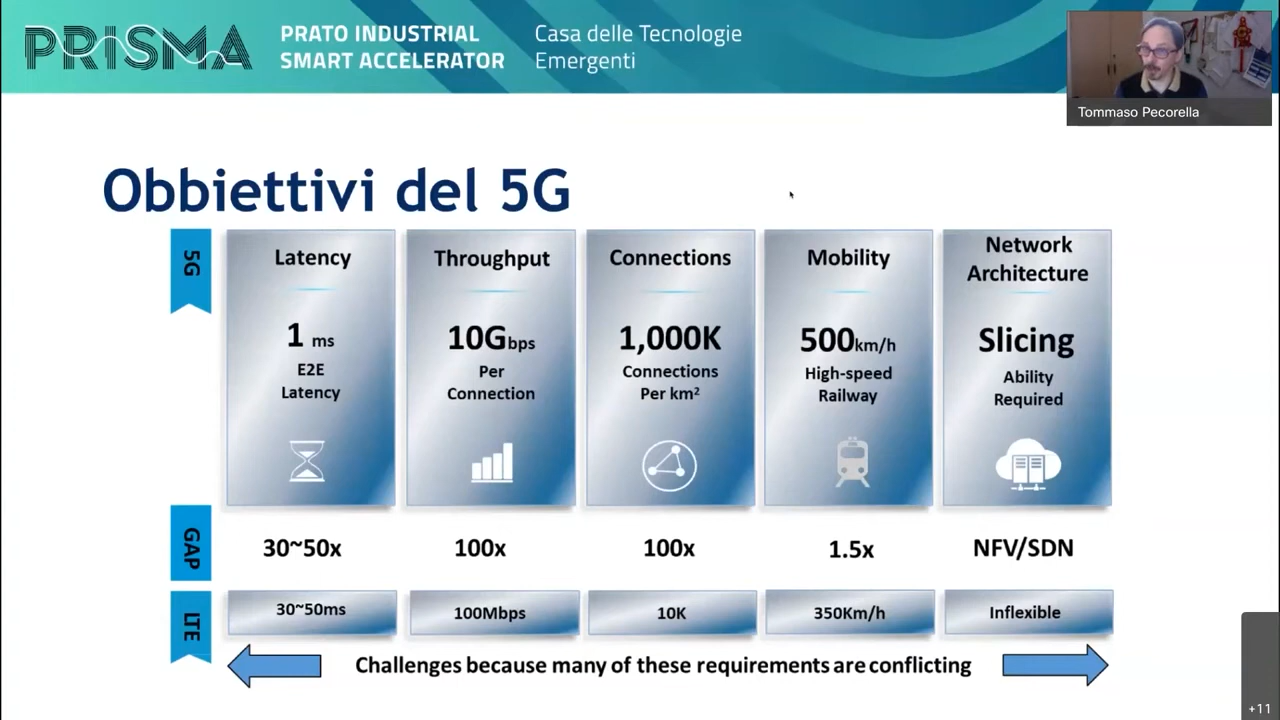 PRISMA
PRATO INDUSTRIAL
SMART ACCELERATOR
Casa delle Tecnologie
Emergenti
Tommaso Pecorella
Obbiettivi del 5G
5G
Latency
1 ms
E2E
Latency
Throughput
10Gbps
Per
Connection
Connections
1,000K
Connections
Per km²
Mobility
500km/h
High-speed
Railway
Network
Architecture
Slicing
Ability
Required
GAP
30~50x
100x
100x
1.5x
NFV/SDN
LTE
30~50ms
100Mbps
10K
350Km/h
Inflexible
Challenges because many of these requirements are conflicting
+11